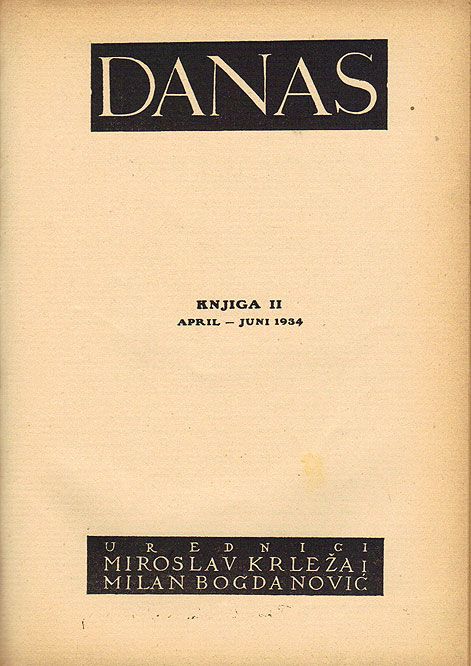 DANAS
KNJIGA II
APRIL — JUNI 1934
UREDNICI
MIROSLAV KRLEŽA I
MILAN BOGDANOVIĆ